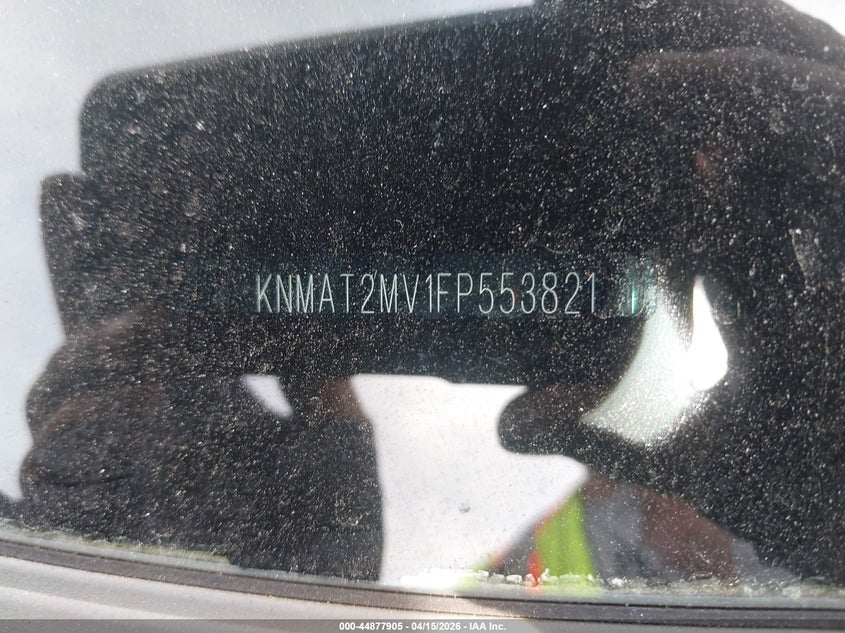 KNMAT2MV1FP553821
000-44877905 - 04/15/2026 - IAA Inc.